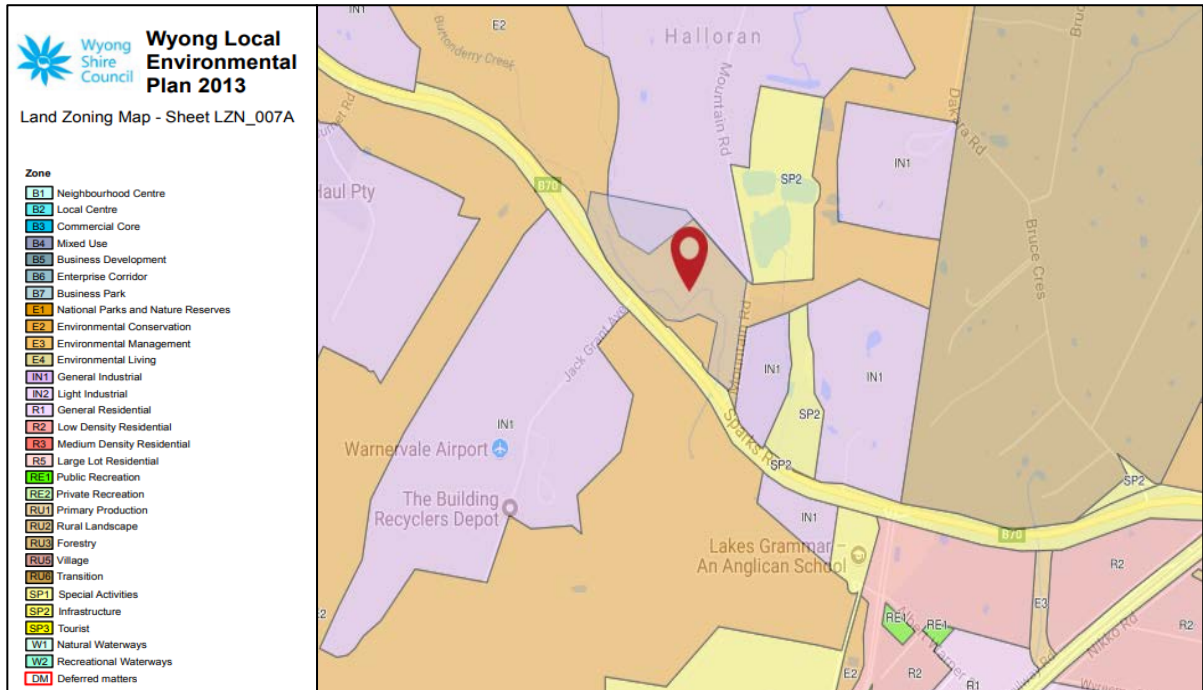 Wyong
Shire
Council
Wyong Local
Environmental
Plan 2013
Land Zoning Map - Sheet LZN_007A
Zone
B1 Neighbourhood Centre
B2 Local Centre
B3 Commercial Core
B4 Mixed Use
B5 Business Development
B6 Enterprise Corridor
B7 Business Park
E1 National Parks and Nature Reserves
E2 Environmental Conservation
E3 Environmental Management
E4 Environmental Living
IN1 General Industrial
IN2 Light Industrial
R1 General Residential
R2 Low Density Residential
R3 Medium Density Residential
R5 Large Lot Residential
RE1 Public Recreation
RE2 Private Recreation
RU1 Primary Production
RU2 Rural Landscape
RU3 Forestry
RU5 Village
RU6 Transition
SP1 Special Activities
SP2 Infrastructure
SP3 Tourist
W1 Natural Waterways
W2 Recreational Waterways
DM Deferred matters
IN1
E2
Buttonderry Creek
Halloran
Mountain Rd
Bruc
Dakara Rd
IN1
Haul Pty
B70
SP2
Bruce Cres
Jack Grant Ave
Mountain Rd
IN1
IN1
SP2
IN1
Warnervale Airport
Sparks Rd
SP2
SP2
The Building
Recyclers Depot
IN1
B70
Lakes Grammar –
An Anglican School
R2
E3
RE1
RE1
Nikko Rd
R2
E2
E2
R2
R1